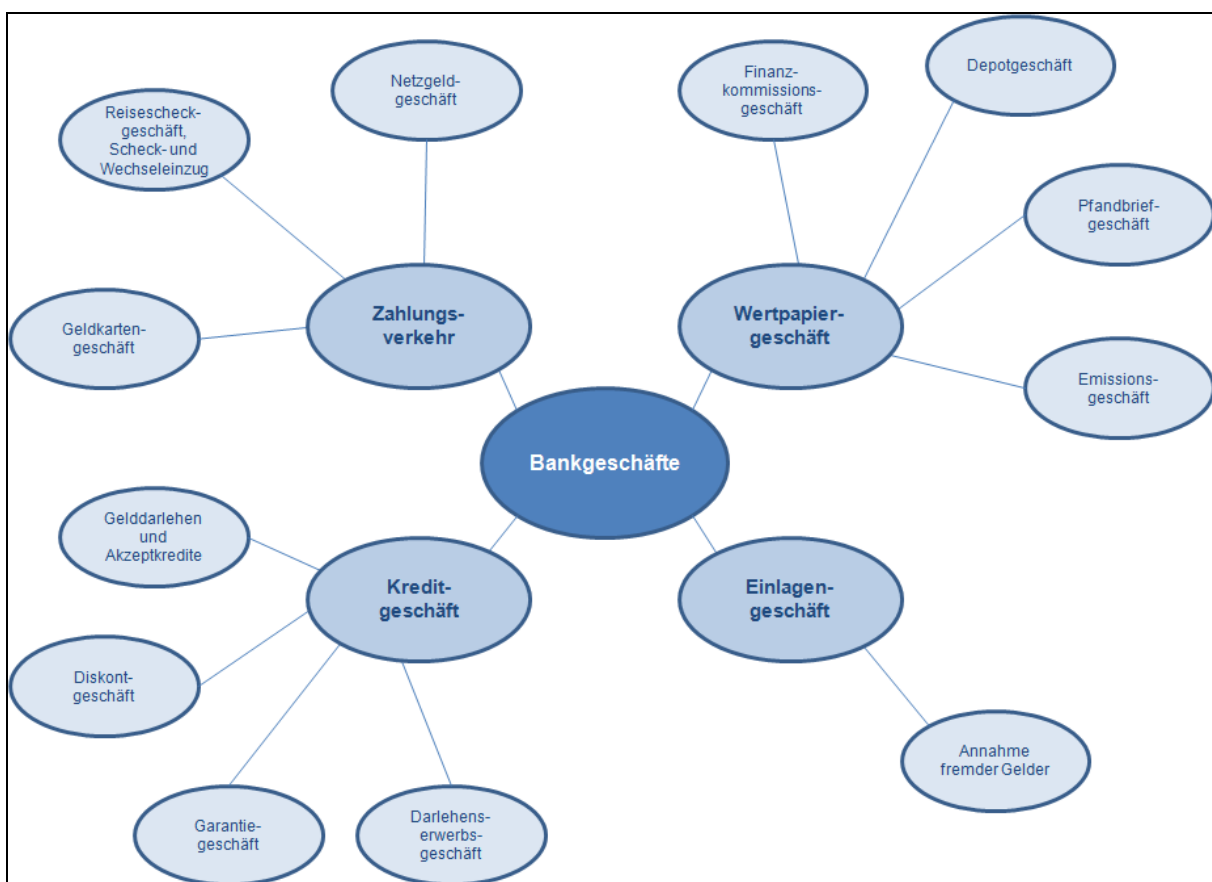 Netzgeld-
geschäft
Finanz-
kommissions-
geschäft
Depotgeschäft
Reisescheck-
geschäft,
Scheck- und
Wechseleinzug
Pfandbrief-
geschäft
Geldkarten-
geschäft
Zahlungs-
verkehr
Wertpapier-
geschäft
Emissions-
geschäft
Bankgeschäfte
Gelddarlehen
und
Akzeptkredite
Kredit-
geschäft
Einlagen-
geschäft
Diskont-
geschäft
Annahme
fremder Gelder
Garantie-
geschäft
Darlehens-
erwerbs-
geschäft